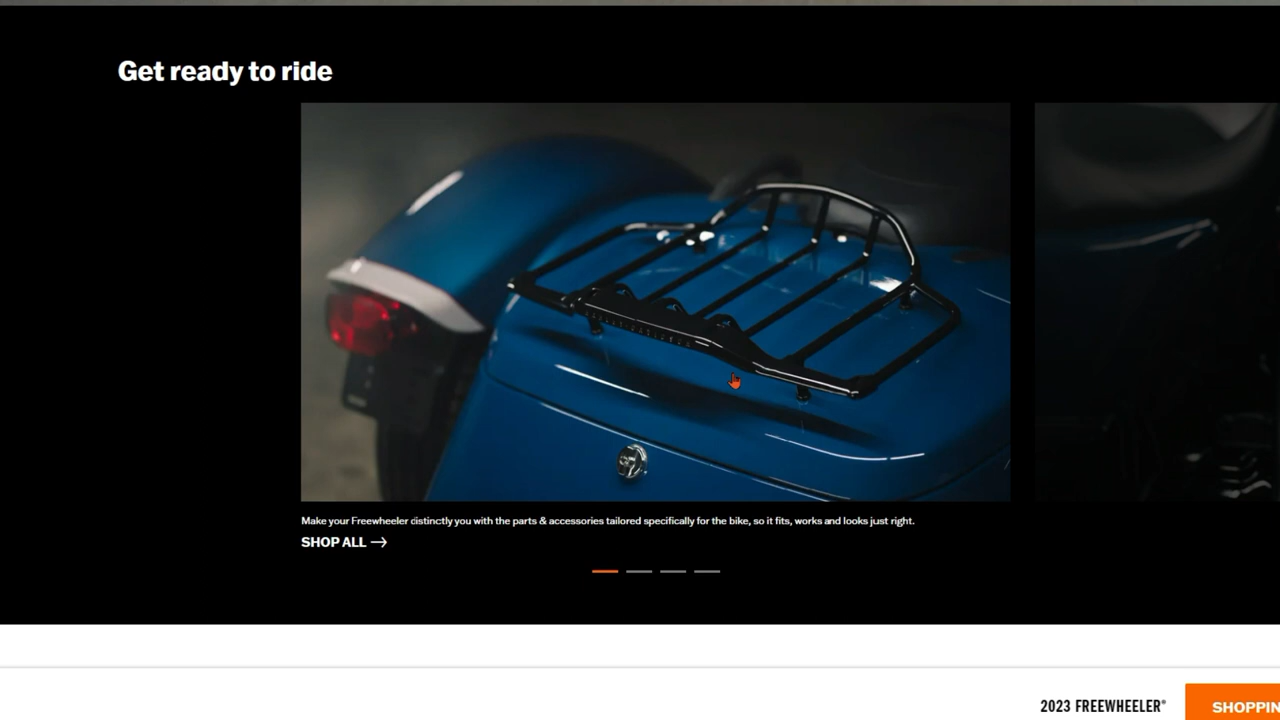 Get ready to ride
Make your Freewheeler distinctly you with the parts & accessories tailored specifically for the bike, so it fits, works and looks just right.
SHOP ALL →
2023 FREEWHEELER®
SHOPPIN